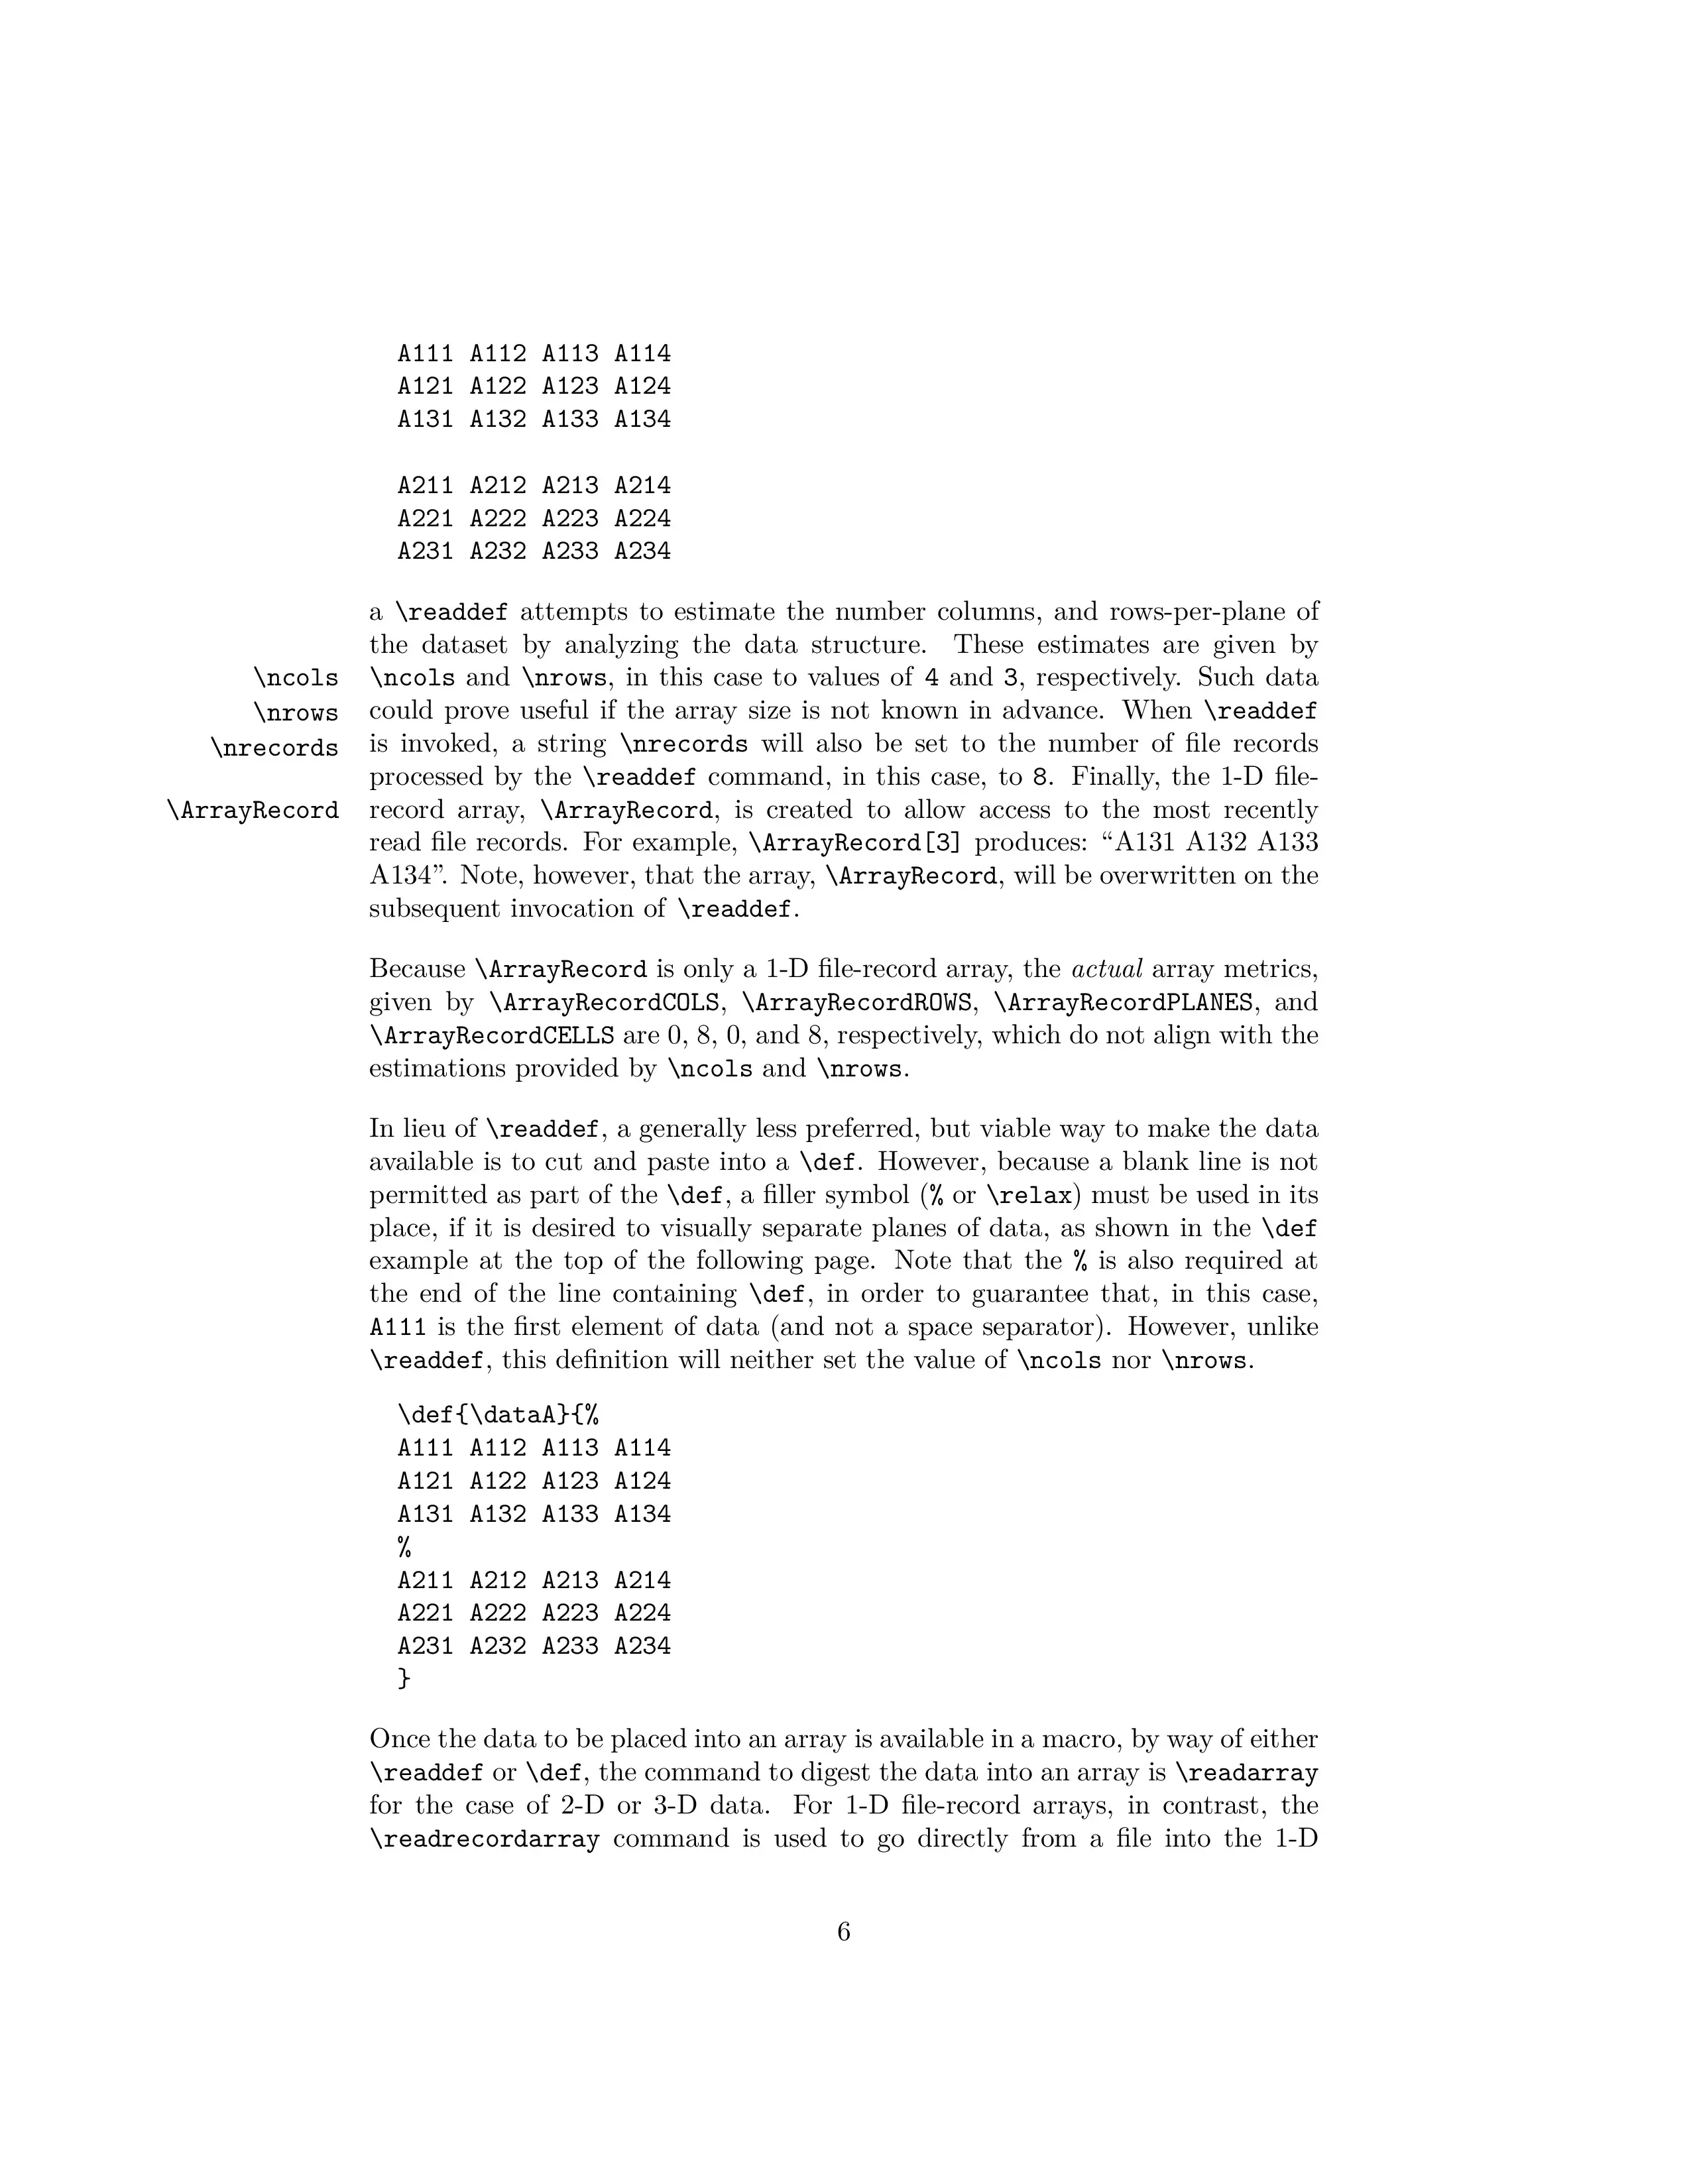 A111 A112 A113 A114
A121 A122 A123 A124
A131 A132 A133 A134
A211 A212 A213 A214
A221 A222 A223 A224
A231 A232 A233 A234
a \readdef attempts to estimate the number columns, and rows-per-plane of
the dataset by analyzing the data structure. These estimates are given by
\ncols
\ncols and \nrows, in this case to values of 4 and 3, respectively. Such data
\nrows
could prove useful if the array size is not known in advance. When \readdef
\nrecords
is invoked, a string \nrecords will also be set to the number of file records
processed by the \readdef command, in this case, to 8. Finally, the 1-D file-
\ArrayRecord
record array, \ArrayRecord, is created to allow access to the most recently
read file records. For example, \ArrayRecord[3] produces: “A131 A132 A133
A134”. Note, however, that the array, \ArrayRecord, will be overwritten on the
subsequent invocation of \readdef.
Because \ArrayRecord is only a 1-D file-record array, the actual array metrics,
given by \ArrayRecordCOLS, \ArrayRecordROWS, \ArrayRecordPLANES, and
\ArrayRecordCELLS are 0, 8, 0, and 8, respectively, which do not align with the
estimations provided by \ncols and \nrows.
In lieu of \readdef, a generally less preferred, but viable way to make the data
available is to cut and paste into a \def. However, because a blank line is not
permitted as part of the \def, a filler symbol (% or \relax) must be used in its
place, if it is desired to visually separate planes of data, as shown in the \def
example at the top of the following page. Note that the % is also required at
the end of the line containing \def, in order to guarantee that, in this case,
A111 is the first element of data (and not a space separator). However, unlike
\readdef, this definition will neither set the value of \ncols nor \nrows.
\def{\dataA}{%
A111 A112 A113 A114
A121 A122 A123 A124
A131 A132 A133 A134
%
A211 A212 A213 A214
A221 A222 A223 A224
A231 A232 A233 A234
}
Once the data to be placed into an array is available in a macro, by way of either
\readdef or \def, the command to digest the data into an array is \readarray
for the case of 2-D or 3-D data. For 1-D file-record arrays, in contrast, the
\readrecordarray command is used to go directly from a file into the 1-D
6